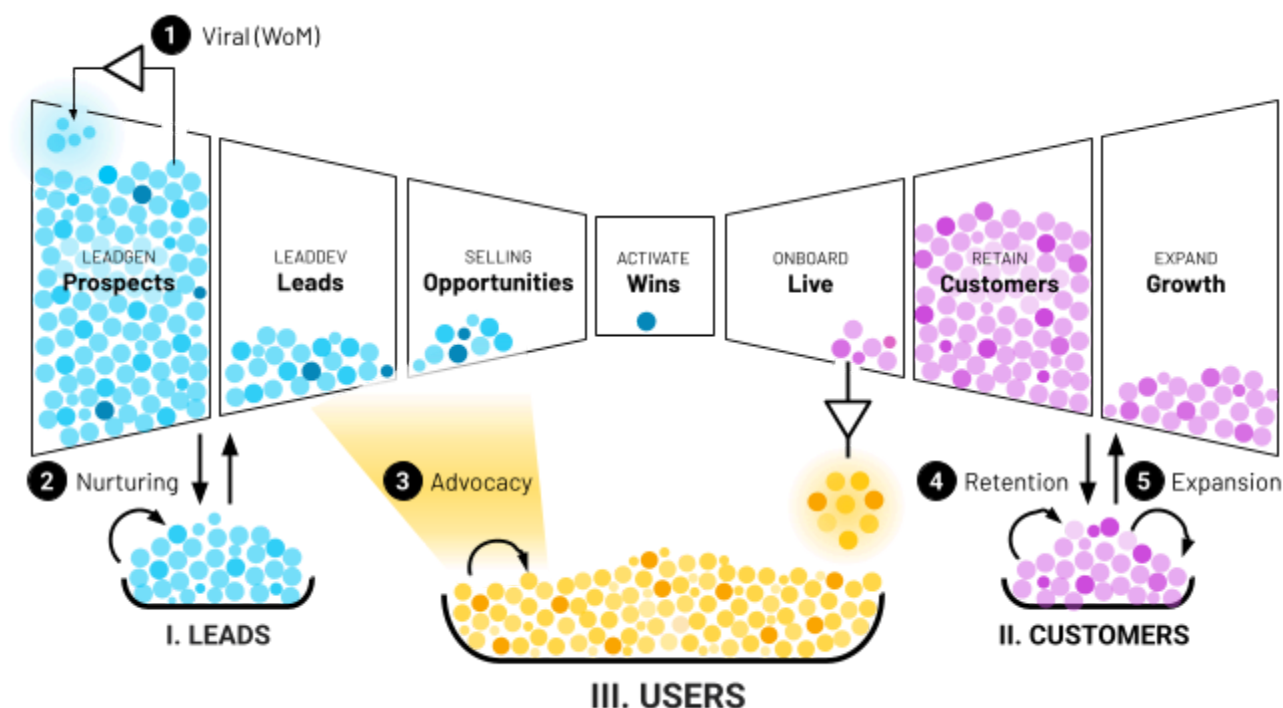 1 Viral (WoM)
LEADGEN
Prospects
LEADDEV
Leads
SELLING
Opportunities
ACTIVATE
Wins
ONBOARD
Live
RETAIN
Customers
EXPAND
Growth
2 Nurturing
3 Advocacy
4 Retention
5 Expansion
I. LEADS
II. CUSTOMERS
III. USERS